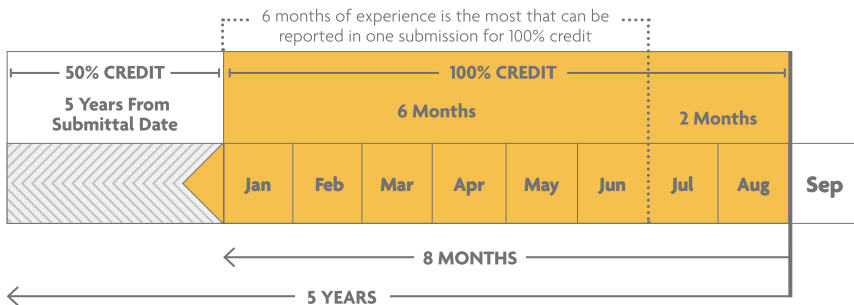 6 months of experience is the most that can be
reported in one submission for 100% credit
50% CREDIT
100% CREDIT
5 Years From
Submittal Date
6 Months
2 Months
Jan
Feb
Mar
Apr
May
Jun
Jul
Aug
Sep
8 MONTHS
5 YEARS